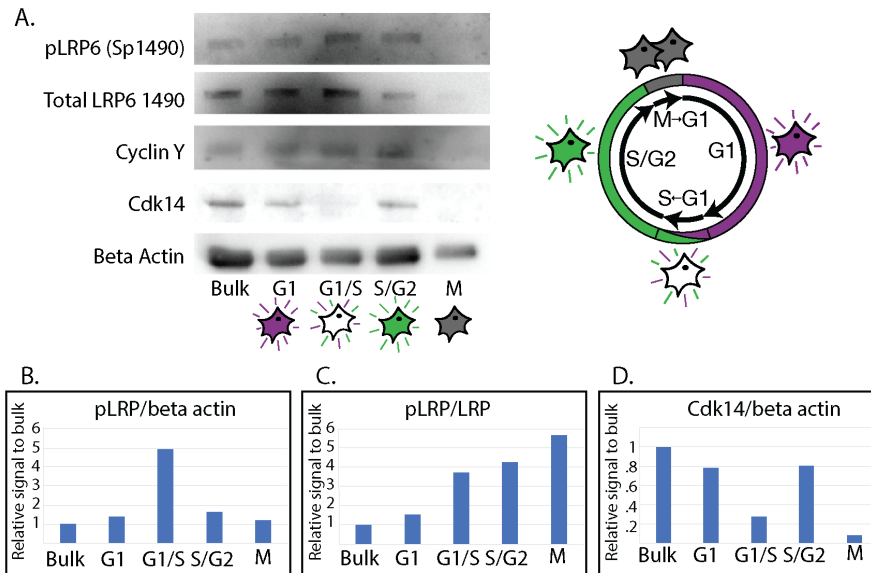 A.
pLRP6 (Sp1490)
Total LRP6 1490
Cyclin Y
Cdk14
Beta Actin
Bulk G1 G1/S S/G2 M
M→G1
S/G2 G1
S←G1
B.
pLRP/beta actin
Relative signal to bulk
6
5
4
3
2
1
Bulk G1 G1/S S/G2 M
C.
pLRP/LRP
Relative signal to bulk
6
5
4
3
2
1
Bulk G1 G1/S S/G2 M
D.
Cdk14/beta actin
Relative signal to bulk
1
.8
.6
.4
.2
Bulk G1 G1/S S/G2 M